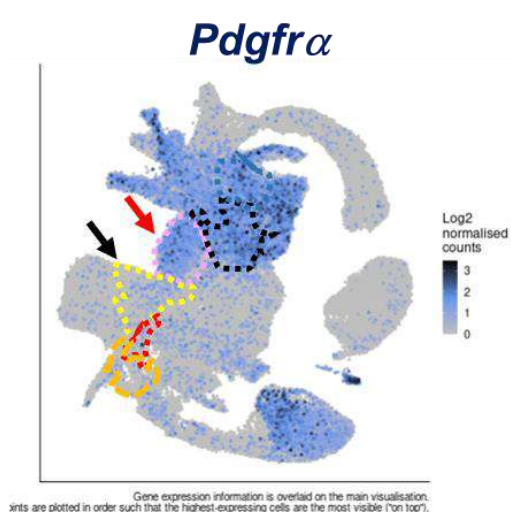 Pdgfrα
Log2
normalised
counts
3
2
1
0
Gene expression information is overlaid on the main visualisation.
oints are plotted in order such that the highest-expressing cells are the most visible ("on top").